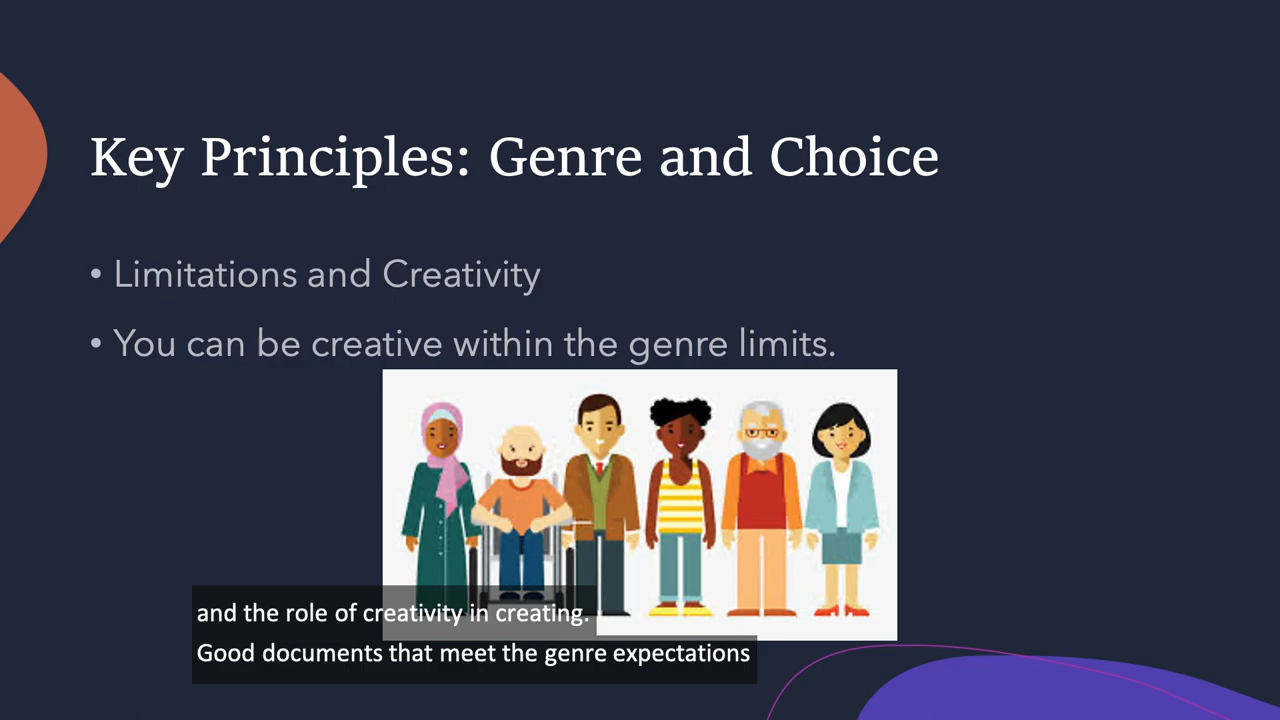 Key Principles: Genre and Choice
• Limitations and Creativity
• You can be creative within the genre limits.
and the role of creativity in creating.
Good documents that meet the genre expectations